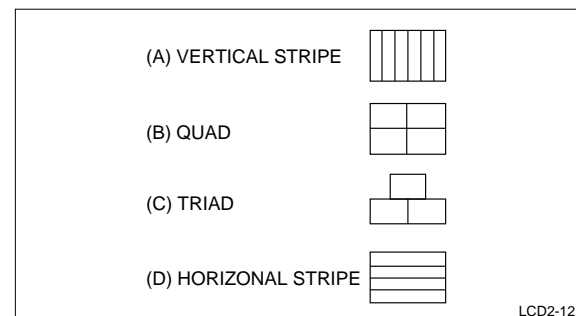 (A) VERTICAL STRIPE
(B) QUAD
(C) TRIAD
(D) HORIZONAL STRIPE
LCD2-12